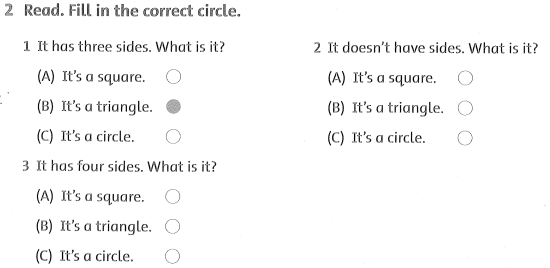 2 Read. Fill in the correct circle.
1 It has three sides. What is it?
(A) It's a square.
(B) It's a triangle.
(C) It's a circle.
2 It doesn't have sides. What is it?
(A) It's a square.
(B) It's a triangle.
(C) It's a circle.
3 It has four sides. What is it?
(A) It's a square.
(B) It's a triangle.
(C) It's a circle.